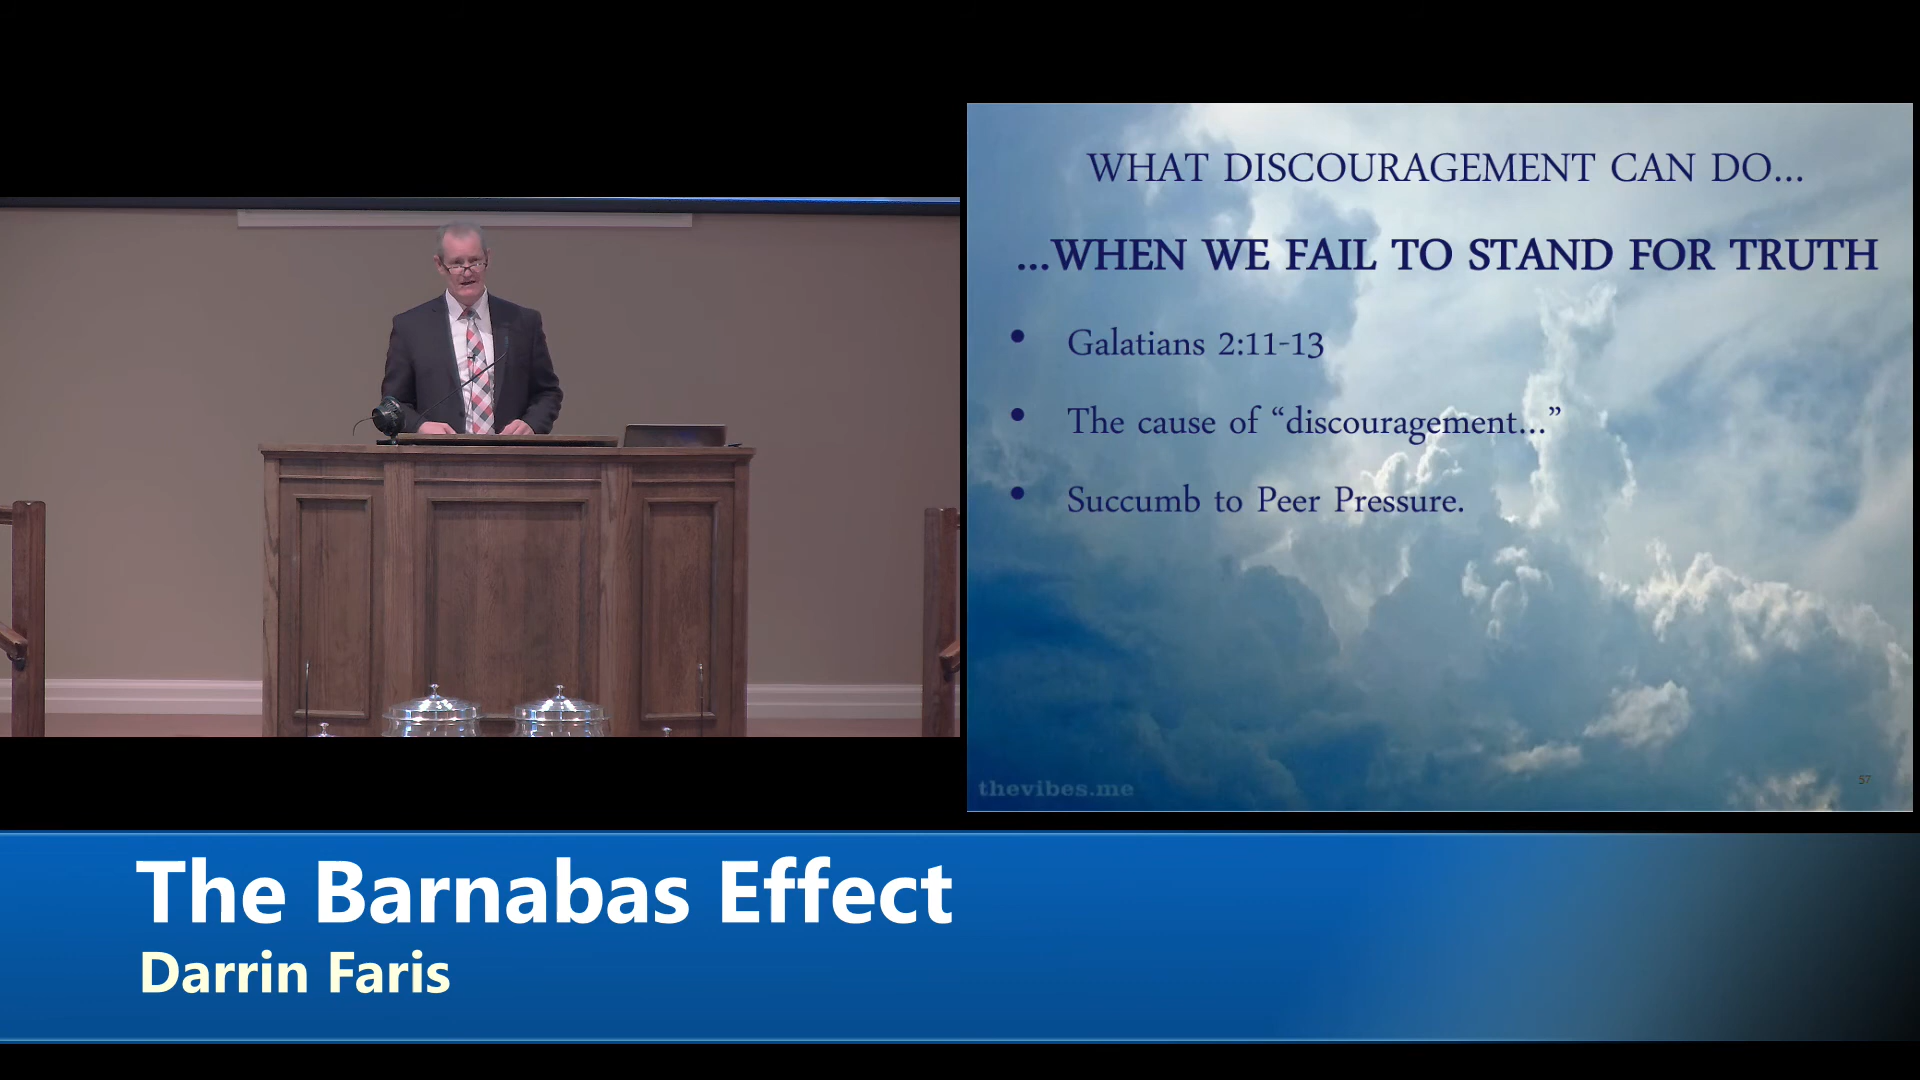 WHAT DISCOURAGEMENT CAN DO...
...WHEN WE FAIL TO STAND FOR TRUTH
• Galatians 2:11-13
• The cause of “discouragement...”
• Succumb to Peer Pressure.
thevibes.me
57
The Barnabas Effect
Darrin Faris